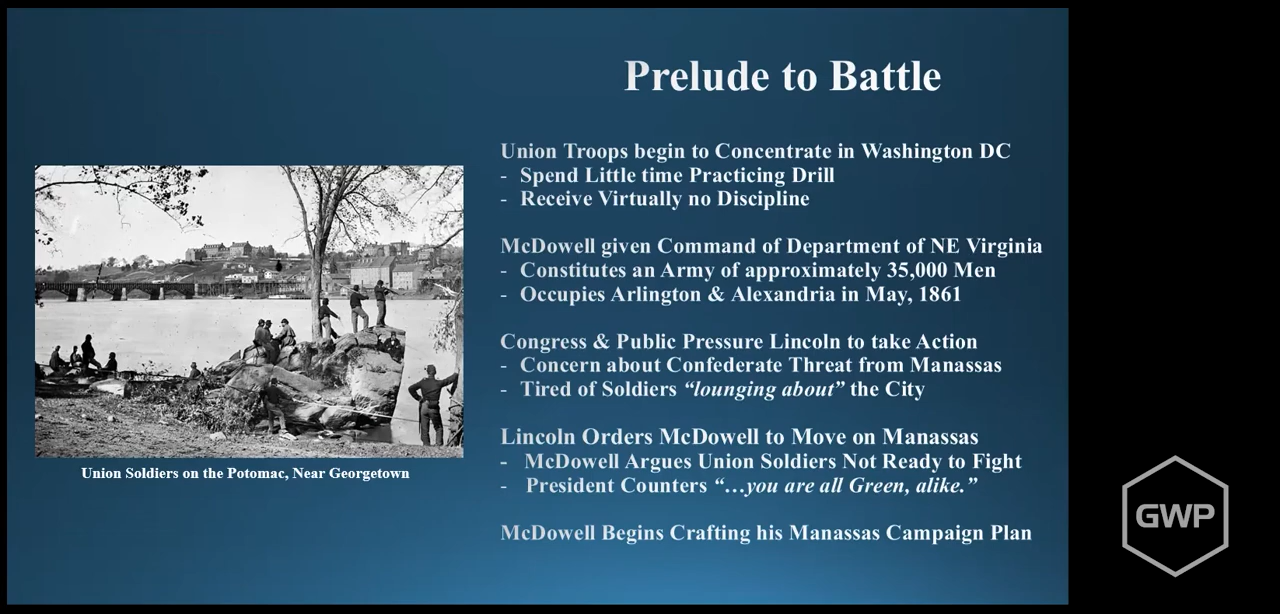 Prelude to Battle
Union Troops begin to Concentrate in Washington DC
- Spend Little time Practicing Drill
- Receive Virtually no Discipline
McDowell given Command of Department of NE Virginia
- Constitutes an Army of approximately 35,000 Men
- Occupies Arlington & Alexandria in May, 1861
Congress & Public Pressure Lincoln to take Action
- Concern about Confederate Threat from Manassas
- Tired of Soldiers “lounging about” the City
Lincoln Orders McDowell to Move on Manassas
- McDowell Argues Union Soldiers Not Ready to Fight
- President Counters “…you are all Green, alike.”
McDowell Begins Crafting his Manassas Campaign Plan
Union Soldiers on the Potomac, Near Georgetown
GWP